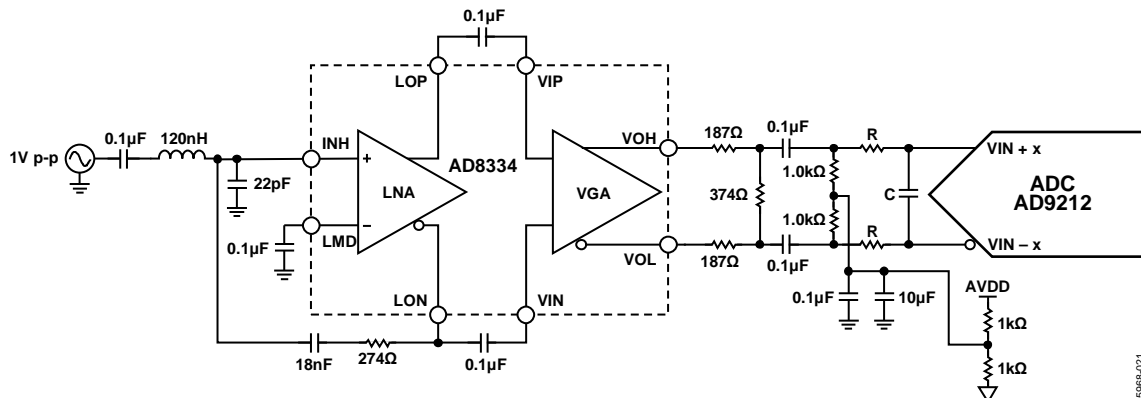 0.1µF
LOP
VIP
0.1µF
120nH
1V p-p
INH
22pF
LMD
0.1µF
LNA
AD8334
VGA
VOH
VOL
187Ω
0.1µF
R
374Ω
1.0kΩ
1.0kΩ
C
VIN + x
ADC
AD9212
VIN – x
187Ω
0.1µF
R
LON
VIN
18nF
274Ω
0.1µF
0.1µF
10µF
AVDD
1kΩ
1kΩ